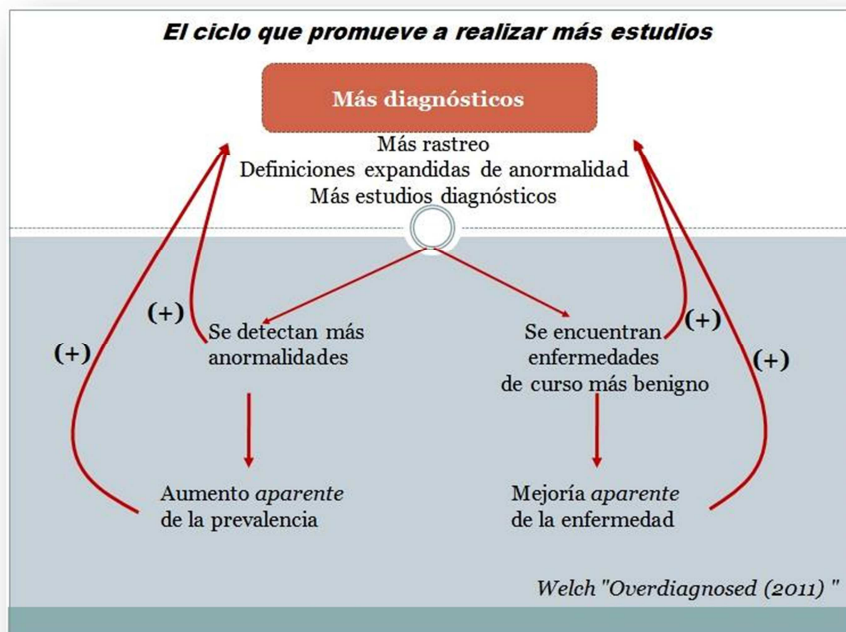 El ciclo que promueve a realizar más estudios
Más diagnósticos
Más rastreo
Definiciones expandidas de anormalidad
Más estudios diagnósticos
(+)
Se detectan más
anormalidades
(+)
Aumento aparente
de la prevalencia
Se encuentran
enfermedades
de curso más benigno
(+)
(+)
Mejoría aparente
de la enfermedad
Welch "Overdiagnosed (2011) "